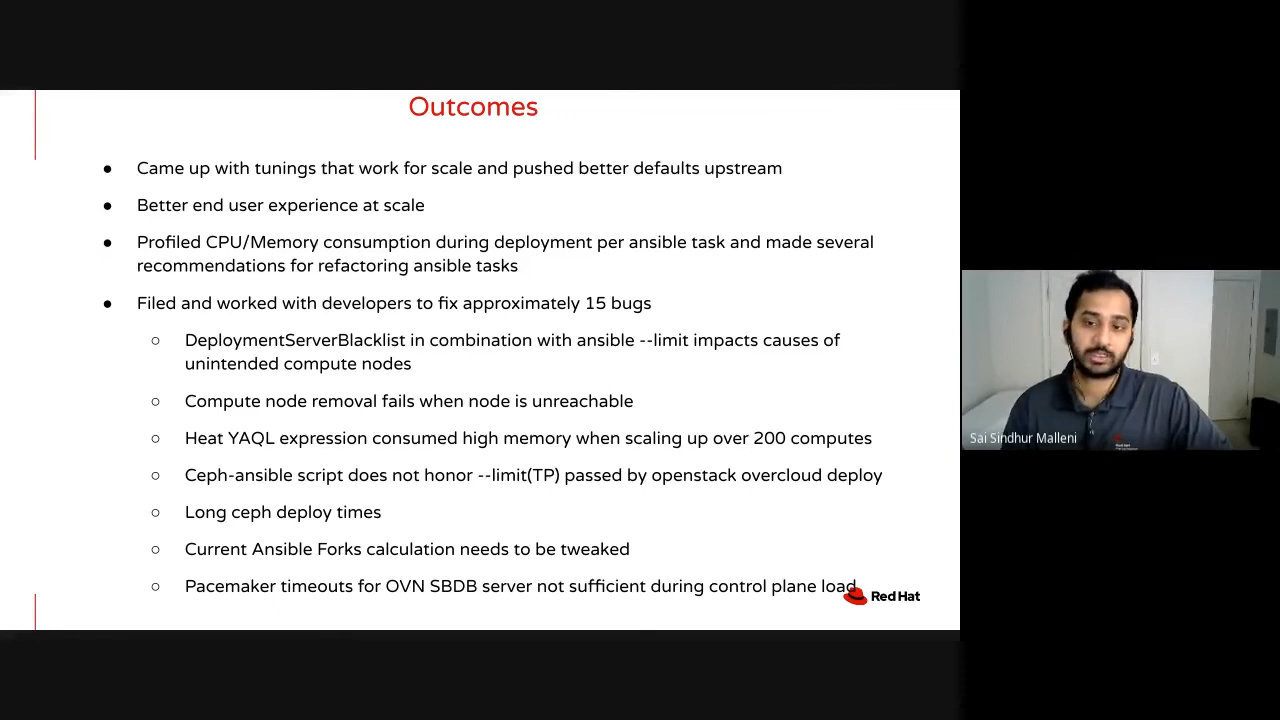 Outcomes
● Came up with tunings that work for scale and pushed better defaults upstream
● Better end user experience at scale
● Profiled CPU/Memory consumption during deployment per ansible task and made several
recommendations for refactoring ansible tasks
● Filed and worked with developers to fix approximately 15 bugs
○ DeploymentServerBlacklist in combination with ansible --limit impacts causes of
unintended compute nodes
○ Compute node removal fails when node is unreachable
○ Heat YAQL expression consumed high memory when scaling up over 200 computes
○ Ceph-ansible script does not honor --limit(TP) passed by openstack overcloud deploy
○ Long ceph deploy times
○ Current Ansible Forks calculation needs to be tweaked
○ Pacemaker timeouts for OVN SBDB server not sufficient during control plane load
Red Hat
Sai Sindhur Malleni
Red Hat